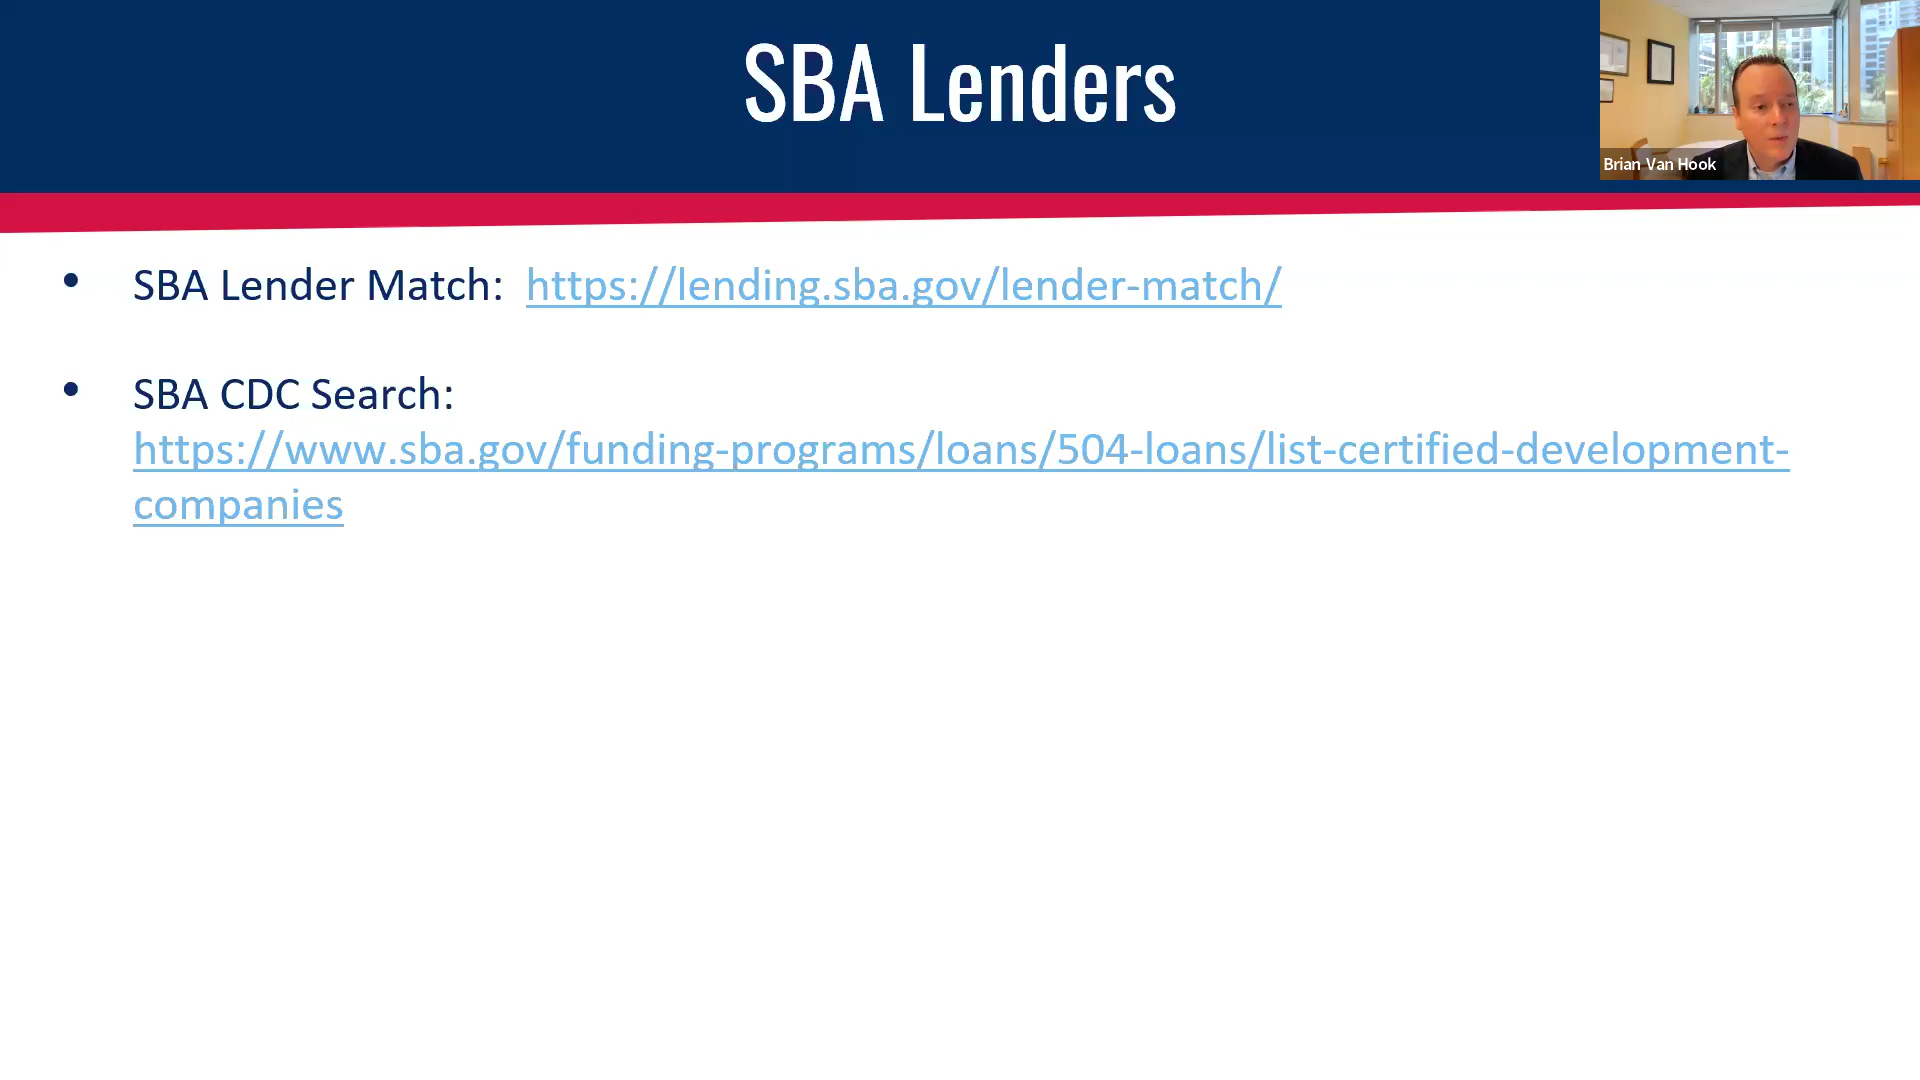 SBA Lenders
Brian Van Hook
• SBA Lender Match: https://lending.sba.gov/lender-match/
• SBA CDC Search:
https://www.sba.gov/funding-programs/loans/504-loans/list-certified-development-
companies